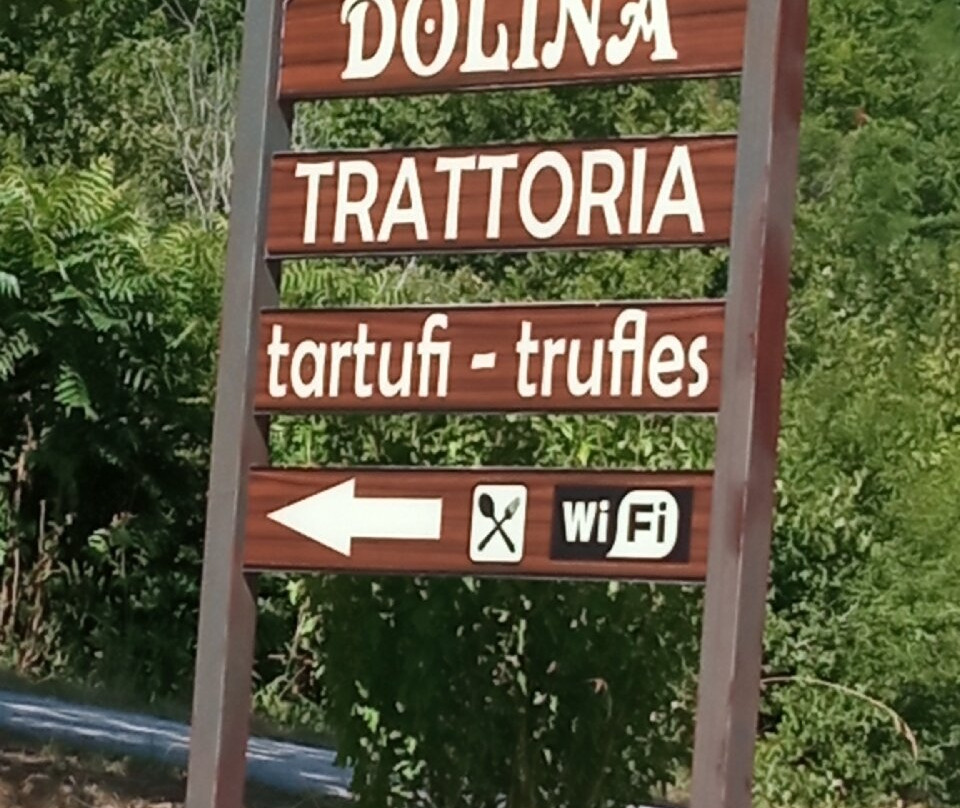 DOLINA
TRATTORIA
tartufi - trufles
WiFi